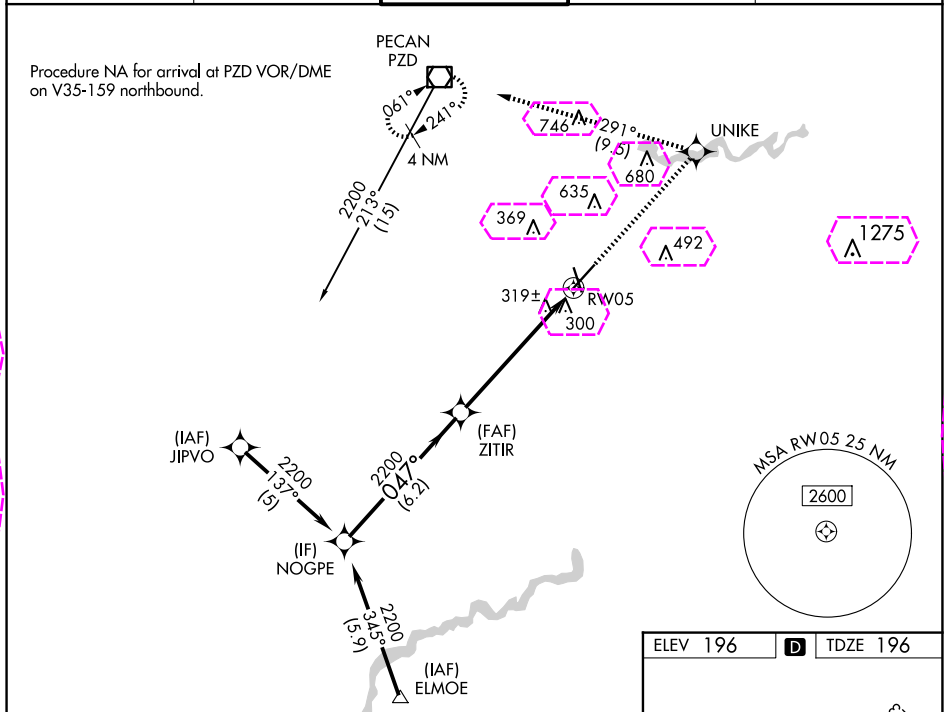 Procedure NA for arrival at PZD VOR/DME
on V35-159 northbound.
PECAN
PZD
061°
241°
4 NM
2200
213°
(15)
746
291°
(9.6)
UNIKE
680
635
369
492
1275
319±
RW05
300
(IAF)
JIPVO
2200
137°
(5)
(FAF)
ZITIR
2200
047°
(6.2)
(IF)
NOGPE
2200
345°
(5.9)
(IAF)
ELMOE
MSA RW05 25 NM
2600
ELEV 196 D TDZE 196